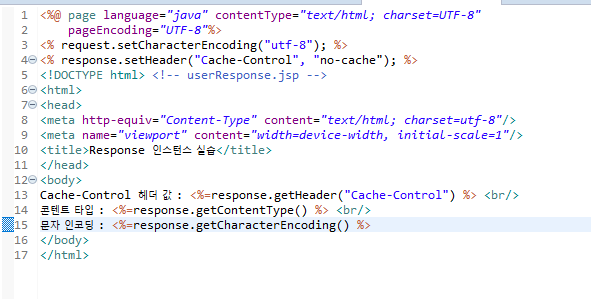 1 <%@ page language="java" contentType="text/html; charset=UTF-8"
2 pageEncoding="UTF-8"%>
3 <% request.setCharacterEncoding("utf-8"); %>
4 <% response.setHeader("Cache-Control", "no-cache"); %>
5 <!DOCTYPE html> <!-- userResponse.jsp -->
6 <html>
7 <head>
8 <meta http-equiv="Content-Type" content="text/html; charset=utf-8"/>
9 <meta name="viewport" content="width=device-width, initial-scale=1"/>
10 <title>Response 인스턴스 실습</title>
11 </head>
12 <body>
13 Cache-Control 헤더 값 : <%=response.getHeader("Cache-Control") %> <br/>
14 콘텐트 타입 : <%=response.getContentType() %> <br/>
15 문자 인코딩 : <%=response.getCharacterEncoding() %>
16 </body>
17 </html>